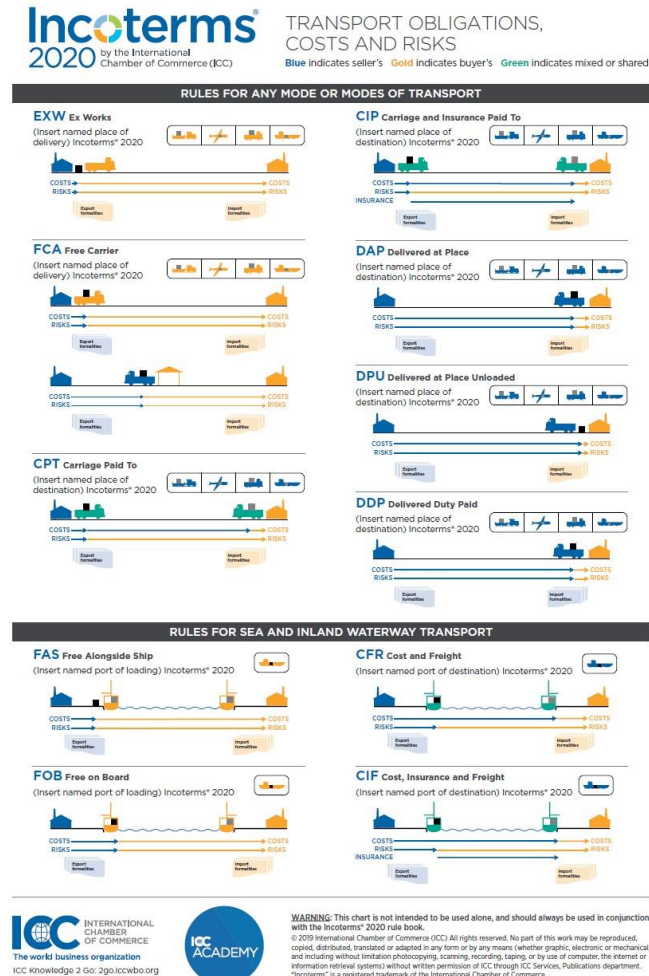 Incoterms®
2020 by the International
Chamber of Commerce (ICC)
TRANSPORT OBLIGATIONS,
COSTS AND RISKS
Blue indicates seller's Gold indicates buyer's Green indicates mixed or shared
RULES FOR ANY MODE OR MODES OF TRANSPORT
EXW Ex Works
(Insert named place of
delivery) Incoterms® 2020
COSTS COSTS
RISKS RISKS
Export
formalities
Import
formalities
FCA Free Carrier
(Insert named place of
delivery) Incoterms® 2020
COSTS COSTS
RISKS RISKS
Export
formalities
Import
formalities
COSTS COSTS
RISKS RISKS
Export
formalities
Import
formalities
CPT Carriage Paid To
(Insert named place of
destination) Incoterms® 2020
COSTS COSTS
RISKS RISKS
Export
formalities
Import
formalities
CIP Carriage and Insurance Paid To
(Insert named place of
destination) Incoterms® 2020
COSTS COSTS
RISKS RISKS
INSURANCE
Export
formalities
Import
formalities
DAP Delivered at Place
(Insert named place of
destination) Incoterms® 2020
COSTS COSTS
RISKS RISKS
Export
formalities
Import
formalities
DPU Delivered at Place Unloaded
(Insert named place of
destination) Incoterms® 2020
COSTS COSTS
RISKS RISKS
Export
formalities
Import
formalities
DDP Delivered Duty Paid
(Insert named place of
destination) Incoterms® 2020
COSTS COSTS
RISKS RISKS
Export
formalities
Import
formalities
RULES FOR SEA AND INLAND WATERWAY TRANSPORT
FAS Free Alongside Ship
(Insert named port of loading) Incoterms® 2020
COSTS COSTS
RISKS RISKS
Export
formalities
Import
formalities
FOB Free on Board
(Insert named port of loading) Incoterms® 2020
COSTS COSTS
RISKS RISKS
Export
formalities
Import
formalities
CFR Cost and Freight
(Insert named port of destination) Incoterms® 2020
COSTS COSTS
RISKS RISKS
Export
formalities
Import
formalities
CIF Cost, Insurance and Freight
(Insert named port of destination) Incoterms® 2020
COSTS COSTS
RISKS RISKS
INSURANCE
Export
formalities
Import
formalities
ICC INTERNATIONAL
CHAMBER
OF COMMERCE
The world business organization
ICC Knowledge 2 Go: 2go.iccwbo.org
ICC
ACADEMY
WARNING: This chart is not intended to be used alone, and should always be used in conjunction
with the Incoterms® 2020 rule book.
© 2019 International Chamber of Commerce (ICC) All rights reserved. No part of this work may be reproduced,
copied, distributed, translated or adapted in any form or by any means (whether graphic, electronic or mechanical,
and including without limitation photocopying, scanning, recording, taping, or by use of computer, the internet or
information retrieval systems) without written permission of ICC through ICC Services, Publications department.
"Incoterms" is a registered trademark of the International Chamber of Commerce.